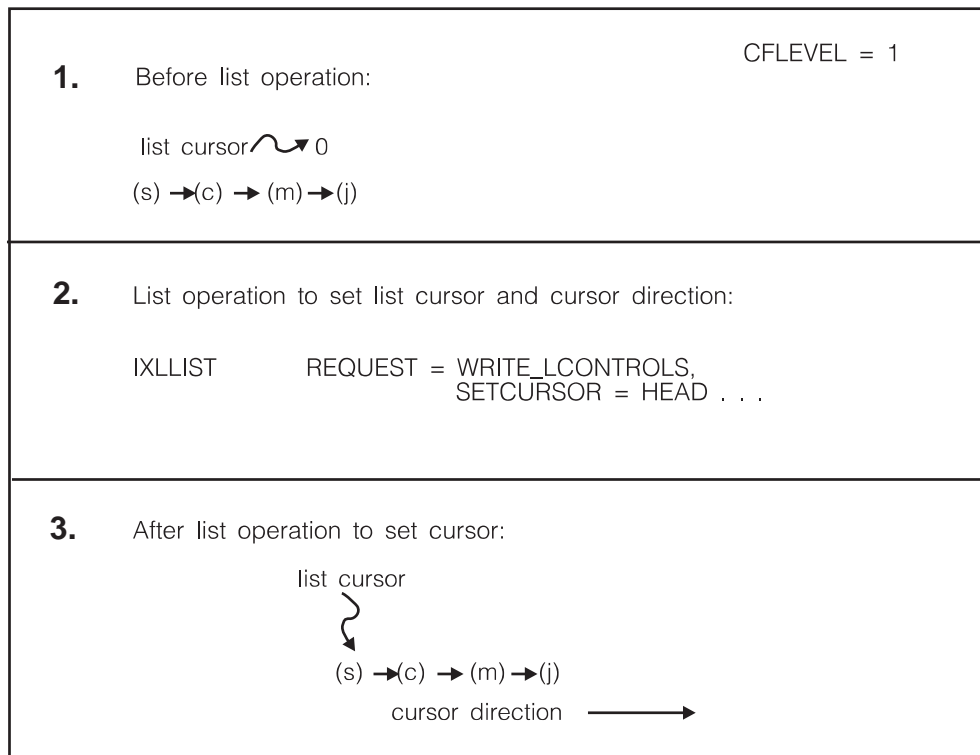 CFLEVEL = 1
1. Before list operation:
list cursor 0
(s) → (c) → (m) → (j)
2. List operation to set list cursor and cursor direction:
IXLLIST REQUEST = WRITE_LCONTROLS,
SETCURSOR = HEAD . . .
3. After list operation to set cursor:
list cursor
(s) → (c) → (m) → (j)
cursor direction